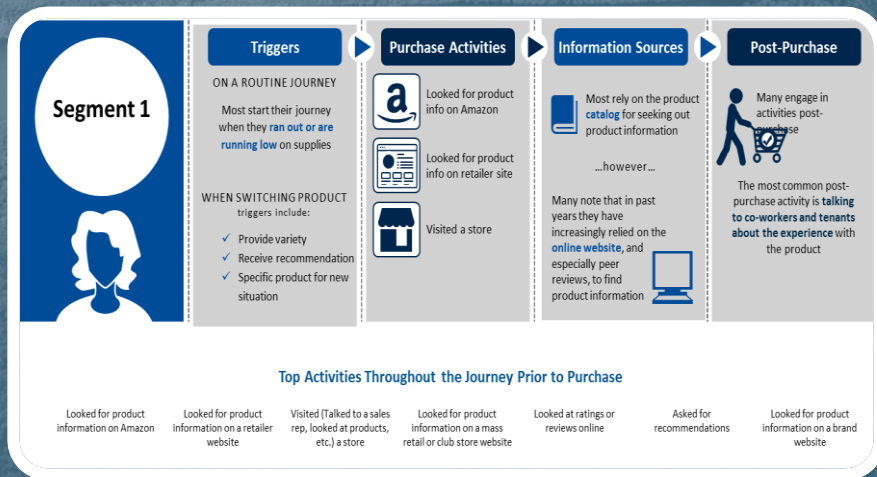 Segment 1
Triggers
ON A ROUTINE JOURNEY
Most start their journey
when they ran out or are
running low on supplies
WHEN SWITCHING PRODUCT
triggers include:
✓ Provide variety
✓ Receive recommendation
✓ Specific product for new
situation
Purchase Activities
a
Looked for product
info on Amazon
Looked for product
info on retailer site
Visited a store
Information Sources
Most rely on the product
catalog for seeking out
product information
...however...
Many note that in past
years they have
increasingly relied on the
online website, and
especially peer
reviews, to find
product information
Post-Purchase
Many engage in
activities post-
purchase
The most common post-
purchase activity is talking
to co-workers and tenants
about the experience with
the product
Top Activities Throughout the Journey Prior to Purchase
Looked for product
information on Amazon
Looked for product
information on a retailer
website
Visited (Talked to a sales
rep, looked at products,
etc.) a store
Looked for product
information on a mass
retail or club store website
Looked at ratings or
reviews online
Asked for
recommendations
Looked for product
information on a brand
website